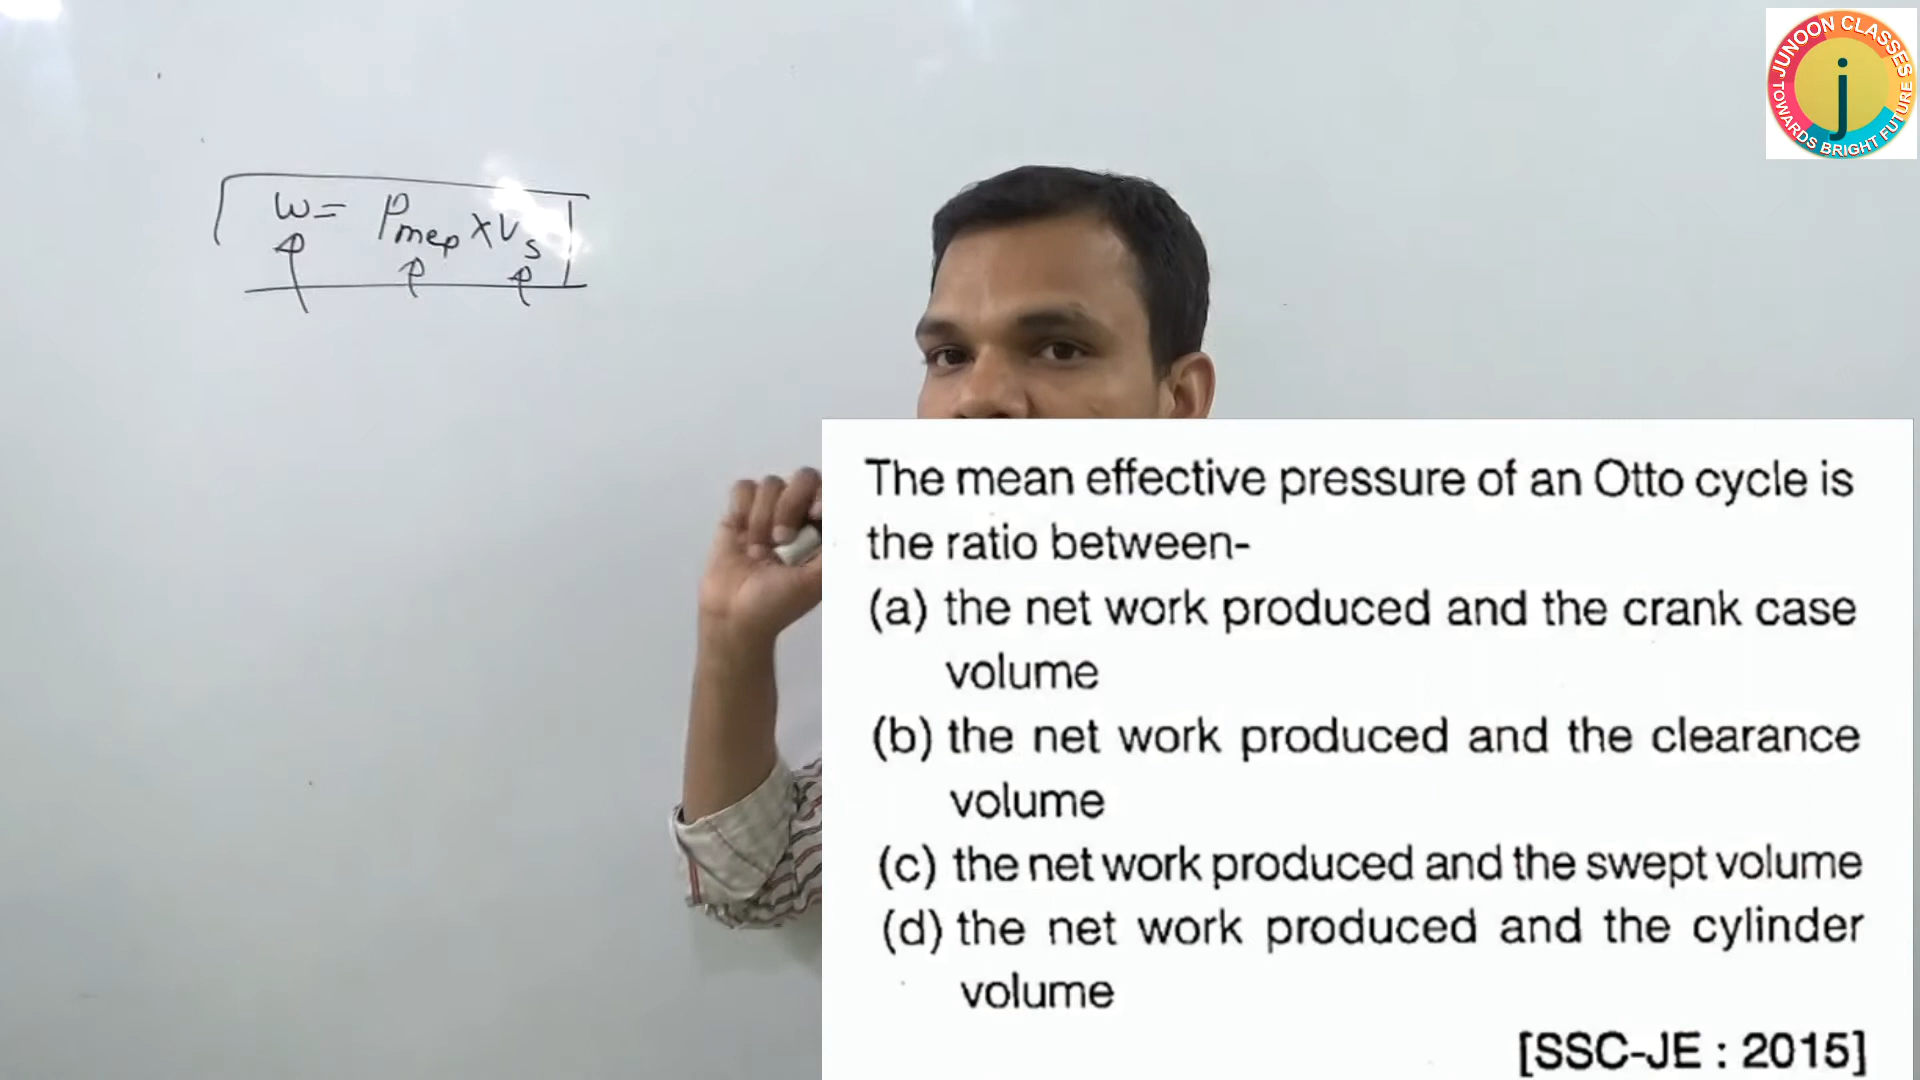 JUNOON CLASSES
j
TOWARDS BRIGHT FUTURE
w = Pmep × Vs
The mean effective pressure of an Otto cycle is
the ratio between-
(a) the net work produced and the crank case
volume
(b) the net work produced and the clearance
volume
(c) the net work produced and the swept volume
(d) the net work produced and the cylinder
volume
[SSC-JE : 2015]